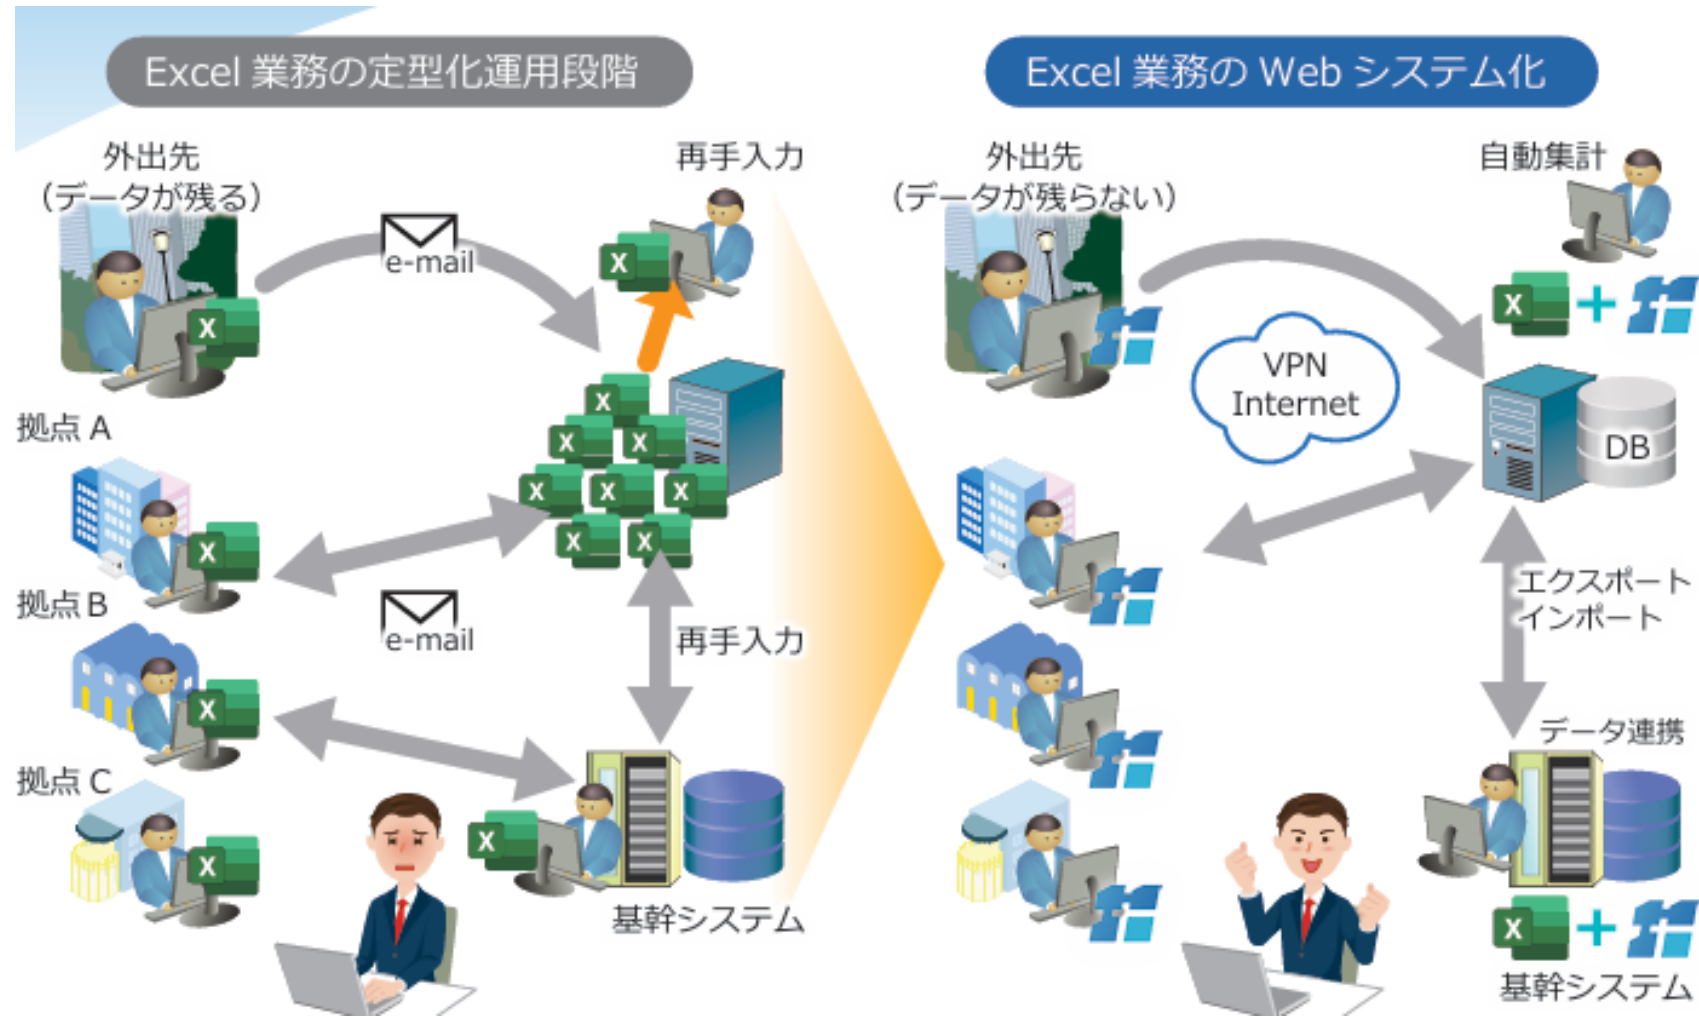 Excel 業務の定型化運用段階
外出先
（データが残る）
e-mail
再手入力
拠点 A
拠点 B
e-mail
再手入力
拠点 C
基幹システム
Excel 業務の Web システム化
外出先
（データが残らない）
自動集計
VPN
Internet
DB
エクスポート
インポート
データ連携
基幹システム